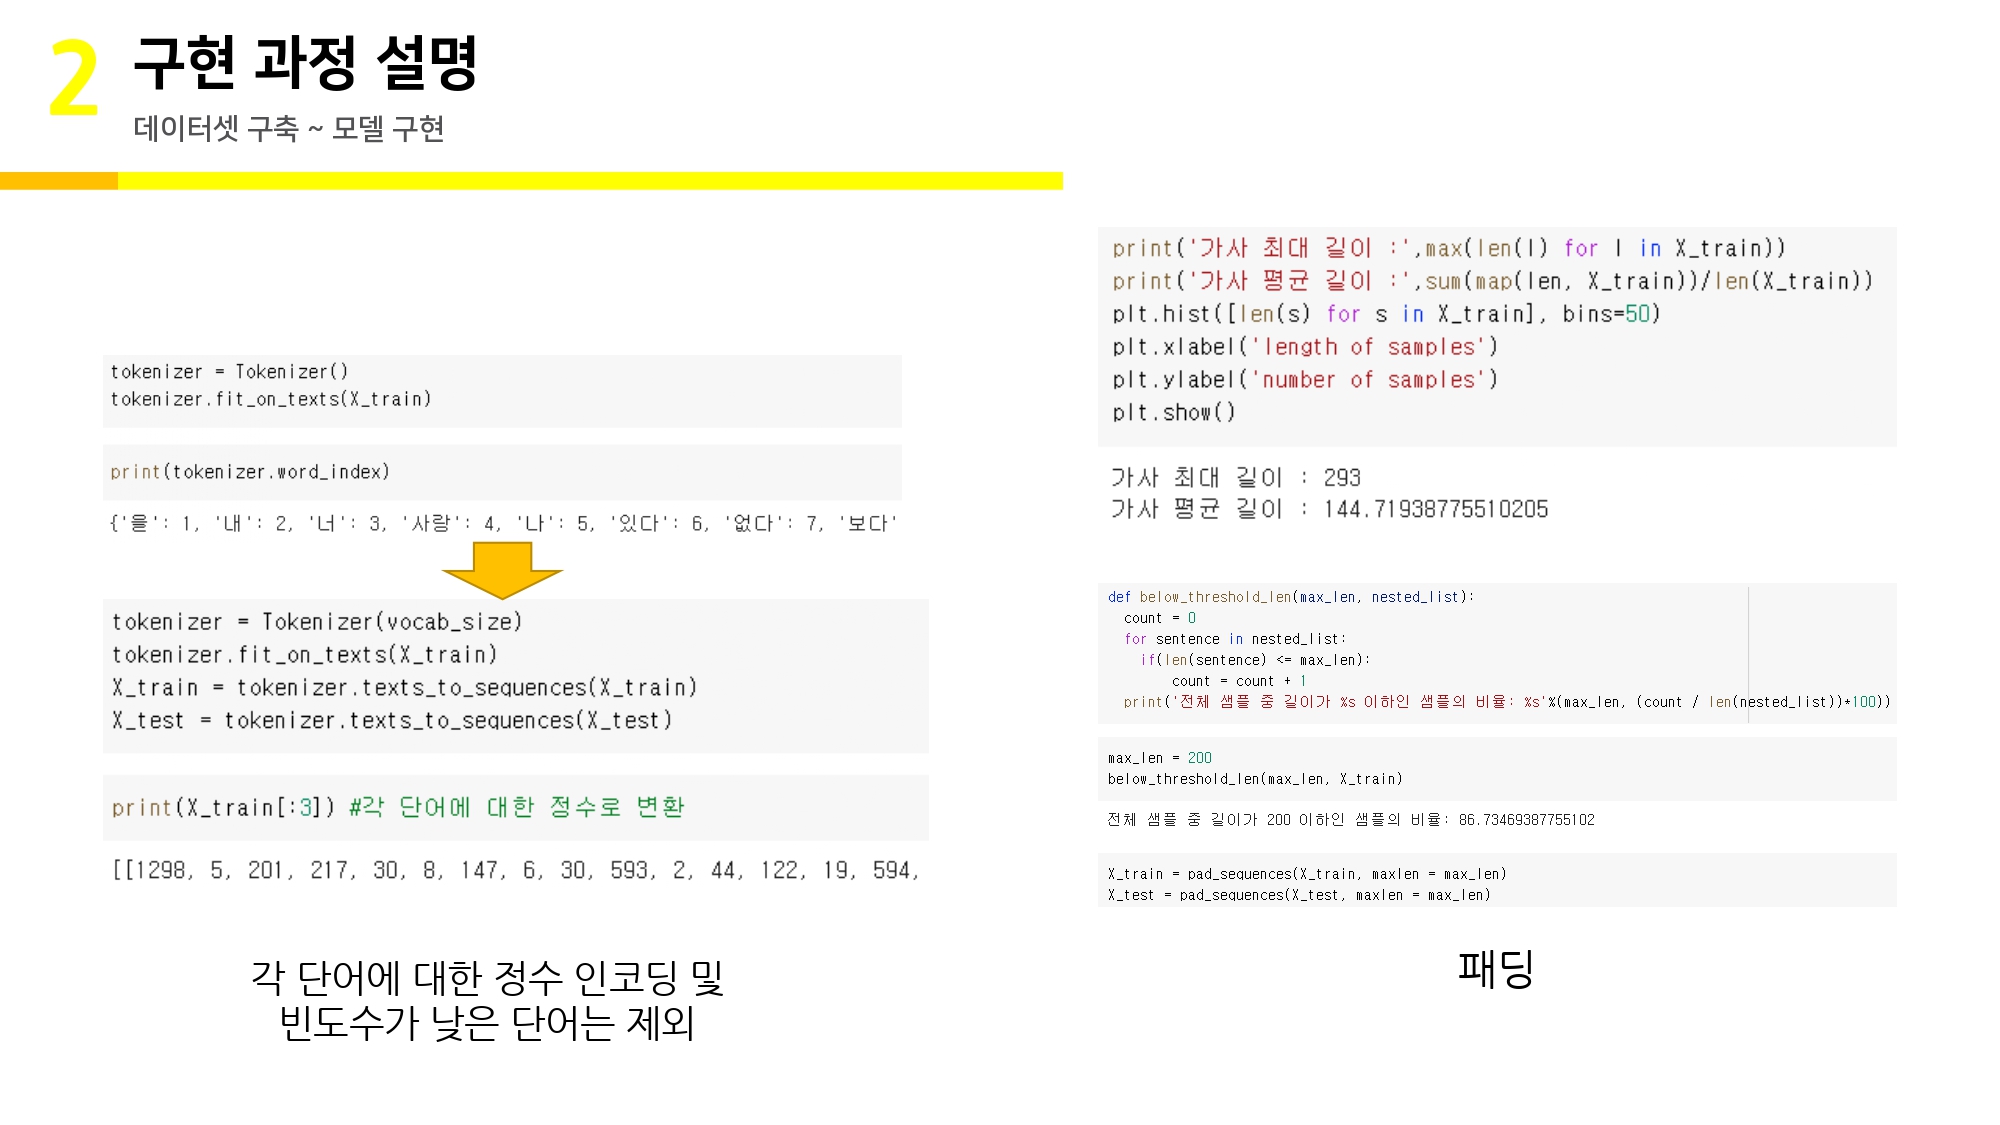 2
구현 과정 설명
데이터셋 구축 ~ 모델 구현
tokenizer = Tokenizer()
tokenizer.fit_on_texts(X_train)
print(tokenizer.word_index)
{'을': 1, '내': 2, '너': 3, '사랑': 4, '나': 5, '있다': 6, '없다': 7, '보다'
tokenizer = Tokenizer(vocab_size)
tokenizer.fit_on_texts(X_train)
X_train = tokenizer.texts_to_sequences(X_train)
X_test = tokenizer.texts_to_sequences(X_test)
print(X_train[:3]) #각 단어에 대한 정수로 변환
[[1298, 5, 201, 217, 30, 8, 147, 6, 30, 593, 2, 44, 122, 19, 594,
각 단어에 대한 정수 인코딩 및
빈도수가 낮은 단어는 제외
print('가사 최대 길이 :',max(len(l) for l in X_train))
print('가사 평균 길이 :',sum(map(len, X_train))/len(X_train))
plt.hist([len(s) for s in X_train], bins=50)
plt.xlabel('length of samples')
plt.ylabel('number of samples')
plt.show()
가사 최대 길이 : 293
가사 평균 길이 : 144.71938775510205
def below_threshold_len(max_len, nested_list):
count = 0
for sentence in nested_list:
if(len(sentence) <= max_len):
count = count + 1
print('전체 샘플 중 길이가 %s 이하인 샘플의 비율: %s'%(max_len, (count / len(nested_list))*100))
max_len = 200
below_threshold_len(max_len, X_train)
전체 샘플 중 길이가 200 이하인 샘플의 비율: 86.73469387755102
X_train = pad_sequences(X_train, maxlen = max_len)
X_test = pad_sequences(X_test, maxlen = max_len)
패딩